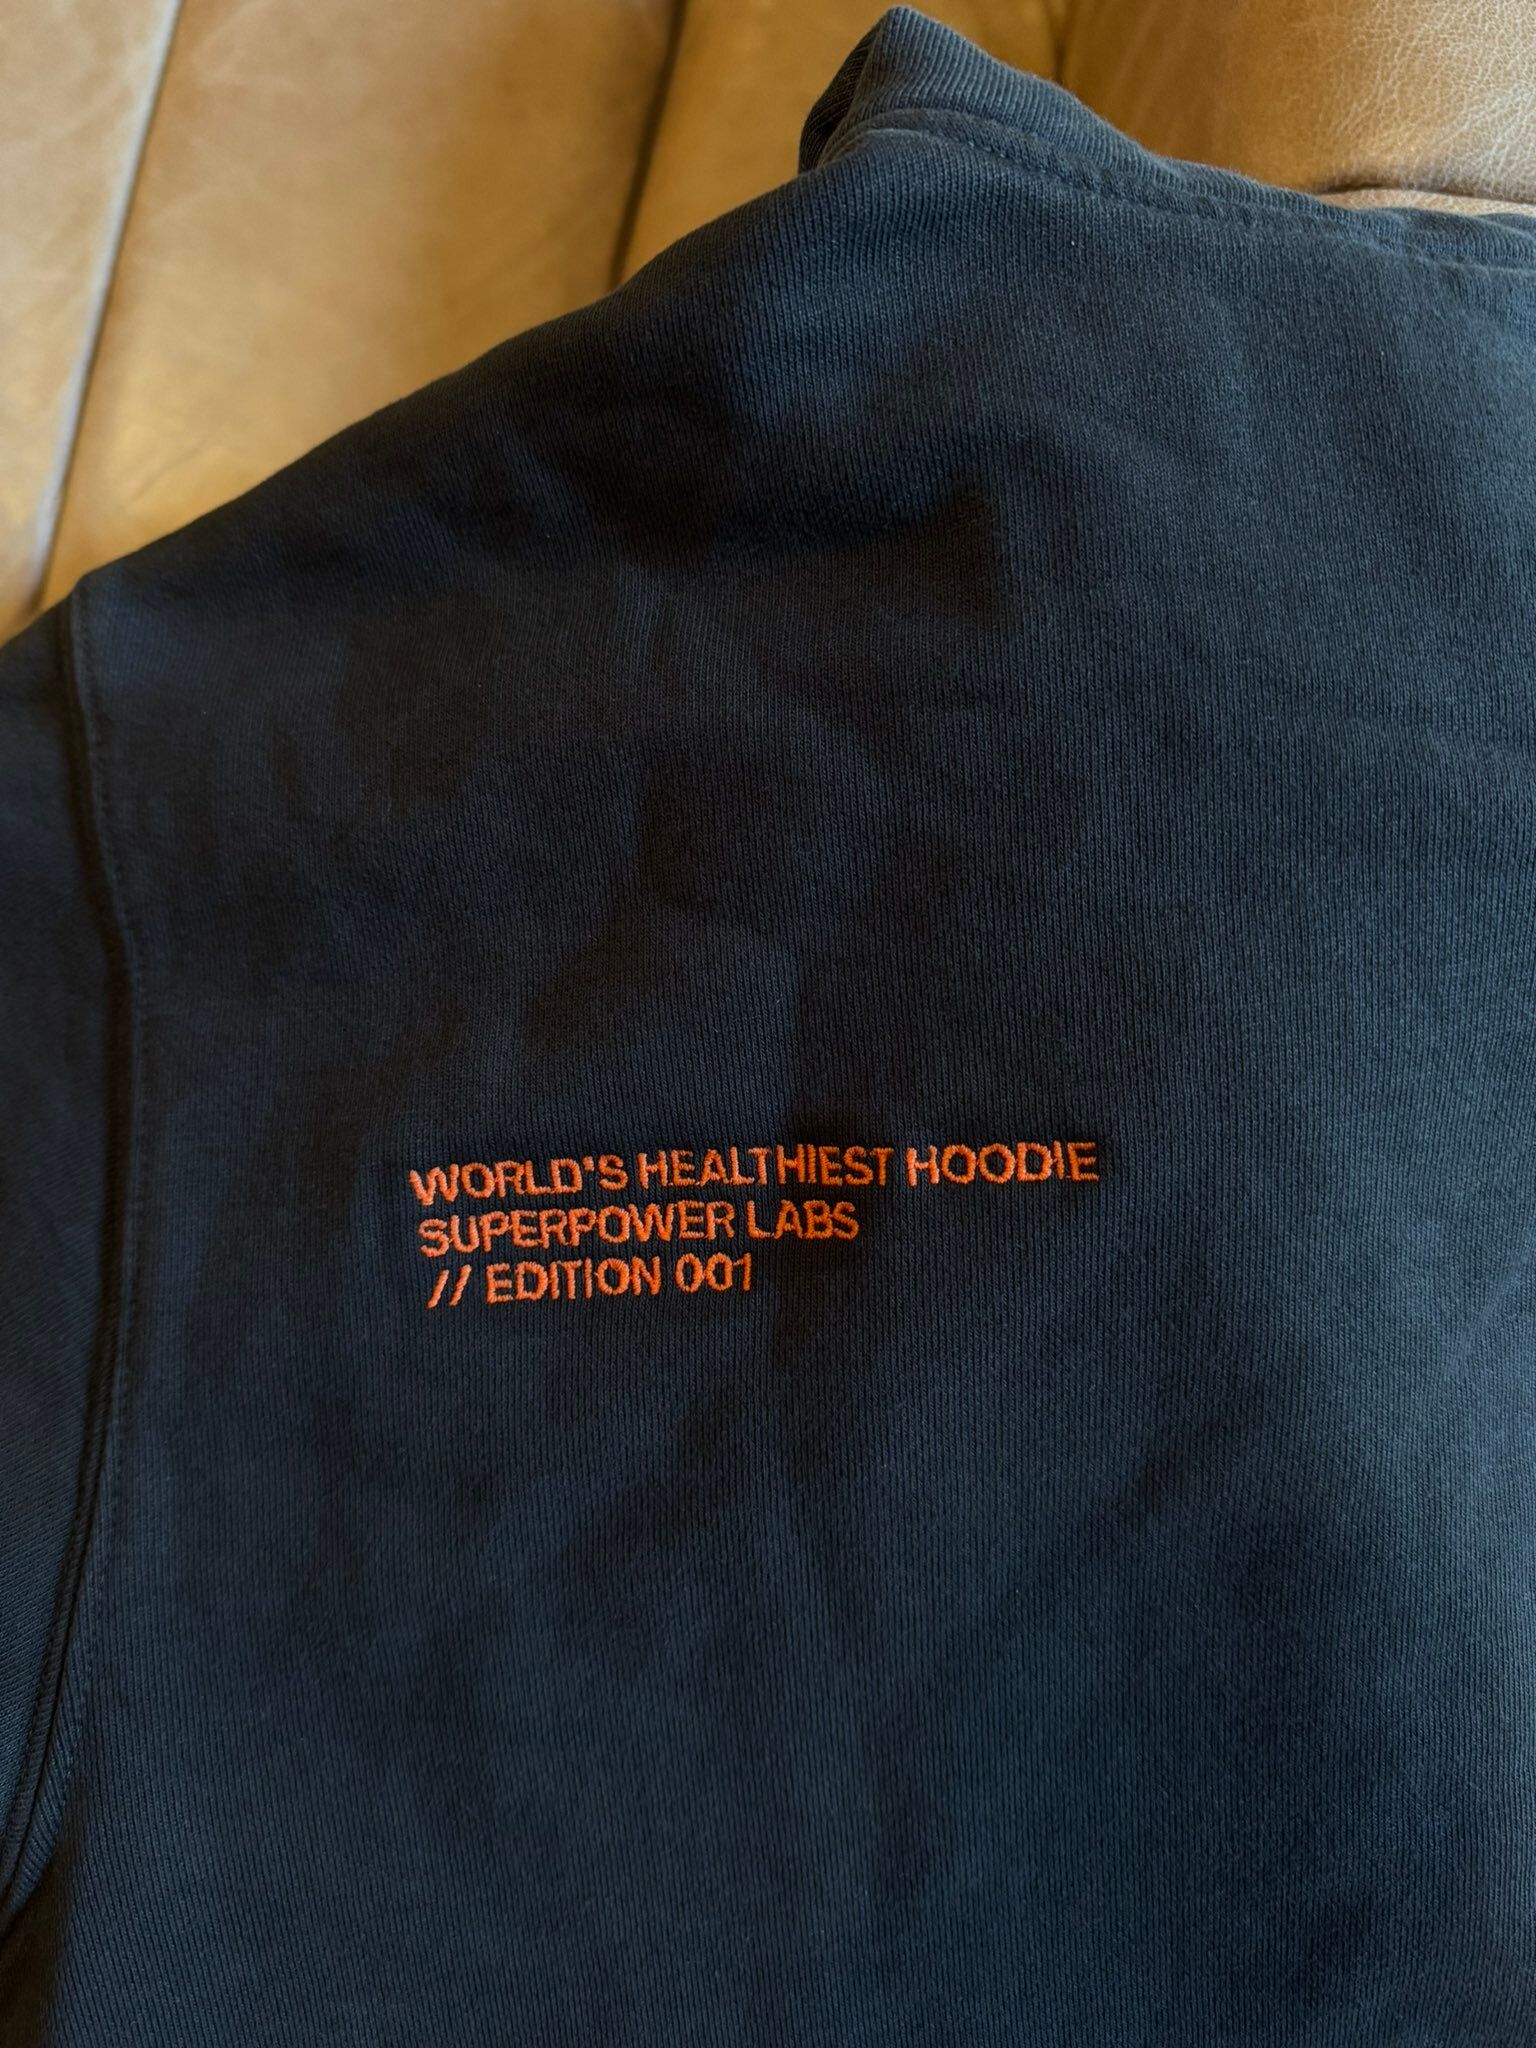 WORLD'S HEALTHIEST HOODIE
SUPERPOWER LABS
// EDITION 001